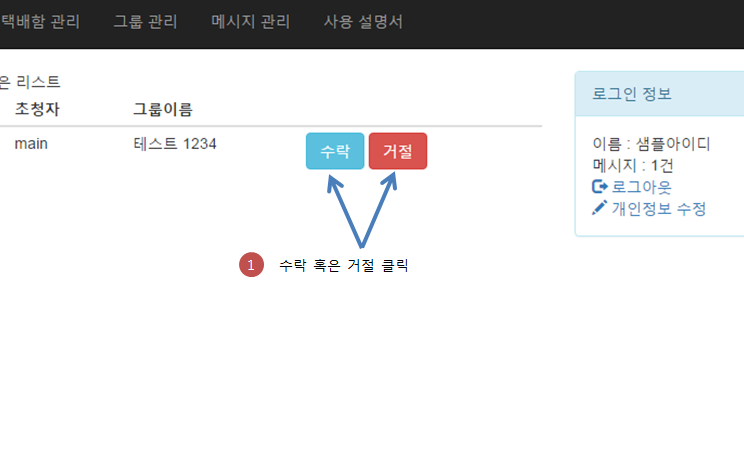 택배함 관리 그룹 관리 메시지 관리 사용 설명서
은 리스트
초청자 그룹이름
main 테스트 1234 수락 거절
1 수락 혹은 거절 클릭
로그인 정보
이름 : 샘플아이디
메시지 : 1건
로그아웃
개인정보 수정